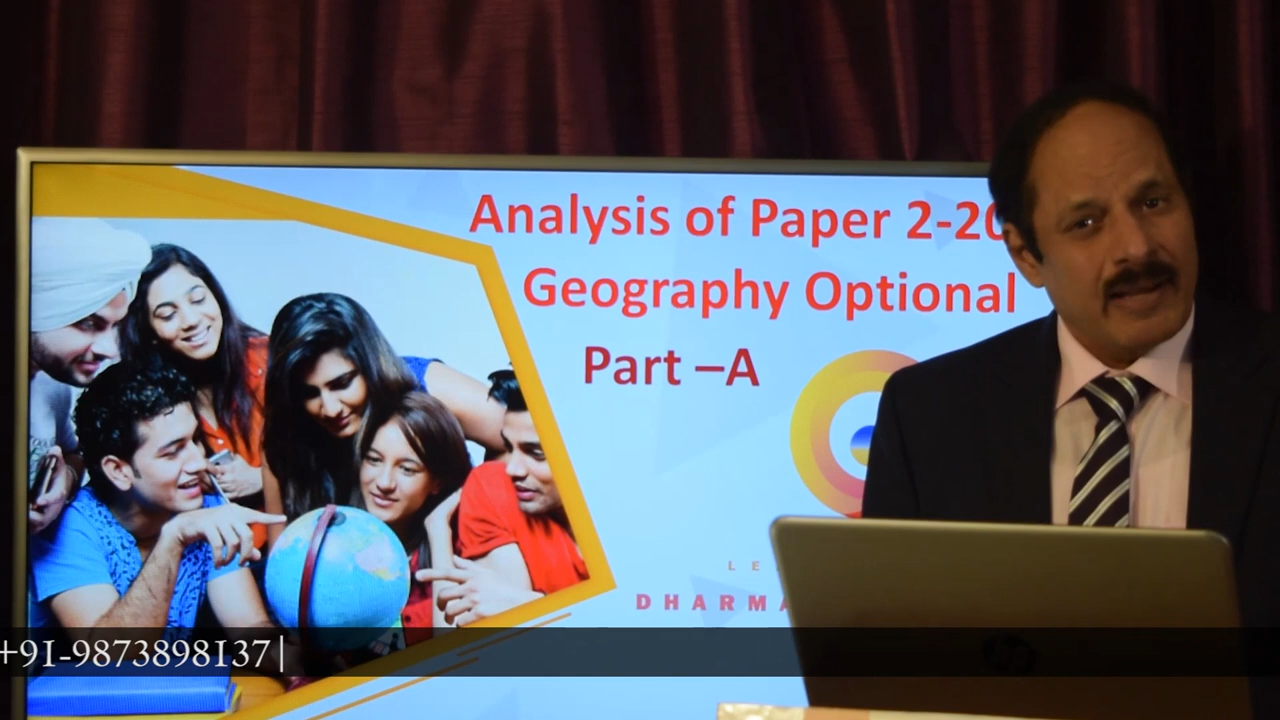 Analysis of Paper 2-20
Geography Optional
Part –A
L E
DHARMA
+91-9873898137|